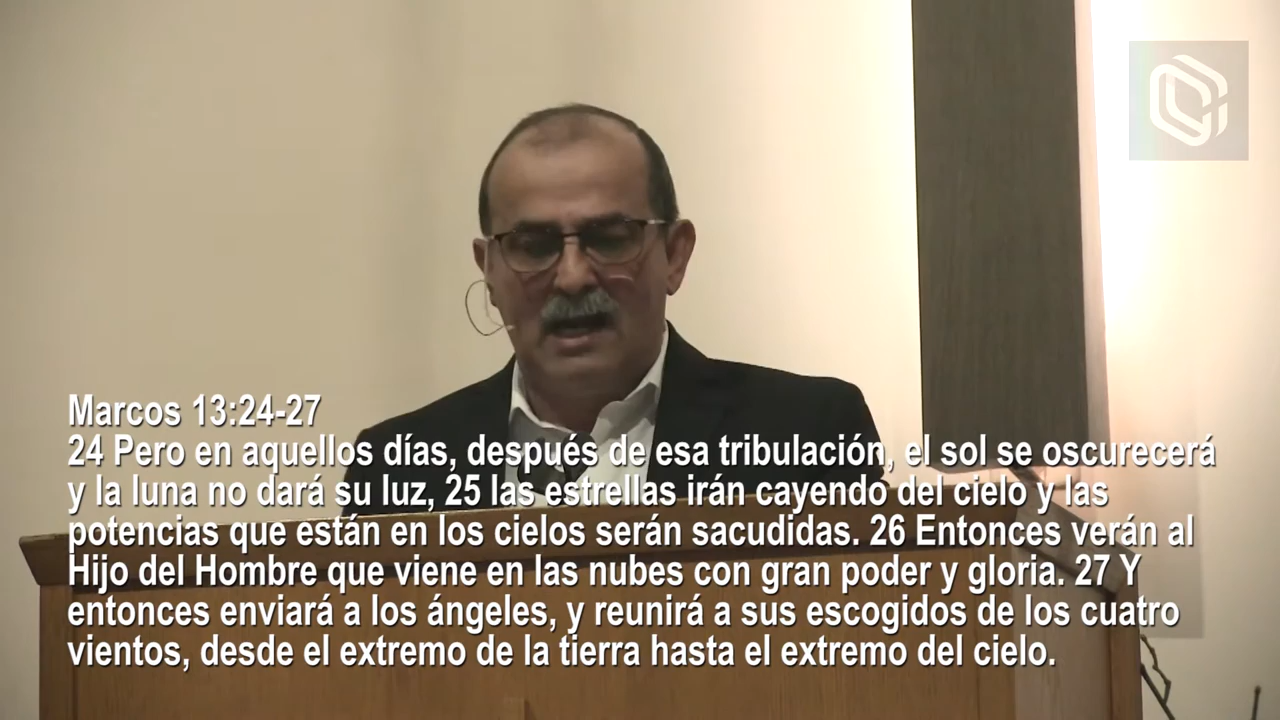 Marcos 13:24-27
24 Pero en aquellos días, después de esa tribulación, el sol se oscurecerá
y la luna no dará su luz, 25 las estrellas irán cayendo del cielo y las
potencias que están en los cielos serán sacudidas. 26 Entonces verán al
Hijo del Hombre que viene en las nubes con gran poder y gloria. 27 Y
entonces enviará a los ángeles, y reunirá a sus escogidos de los cuatro
vientos, desde el extremo de la tierra hasta el extremo del cielo.